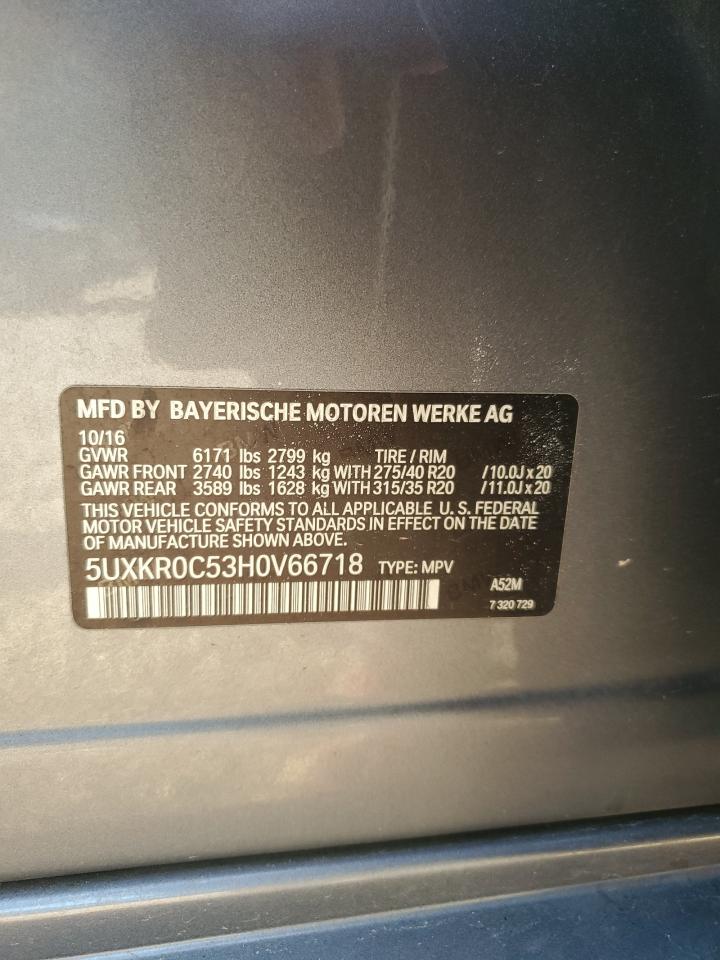 MFD BY BAYERISCHE MOTOREN WERKE AG
10/16
GVWR 6171 lbs 2799 kg TIRE / RIM
GAWR FRONT 2740 lbs 1243 kg WITH 275/40 R20 /10.0J x 20
GAWR REAR 3589 lbs 1628 kg WITH 315/35 R20 /11.0J x 20
THIS VEHICLE CONFORMS TO ALL APPLICABLE U. S. FEDERAL
MOTOR VEHICLE SAFETY STANDARDS IN EFFECT ON THE DATE
OF MANUFACTURE SHOWN ABOVE.
5UXKR0C53H0V66718 TYPE: MPV
A52M
7 320 729